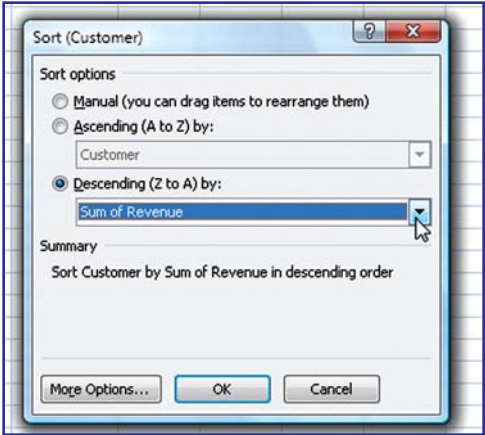 Sort (Customer)
Sort options
Manual (you can drag items to rearrange them)
Ascending (A to Z) by:
Customer
Descending (Z to A) by:
Sum of Revenue
Summary
Sort Customer by Sum of Revenue in descending order
More Options... OK Cancel